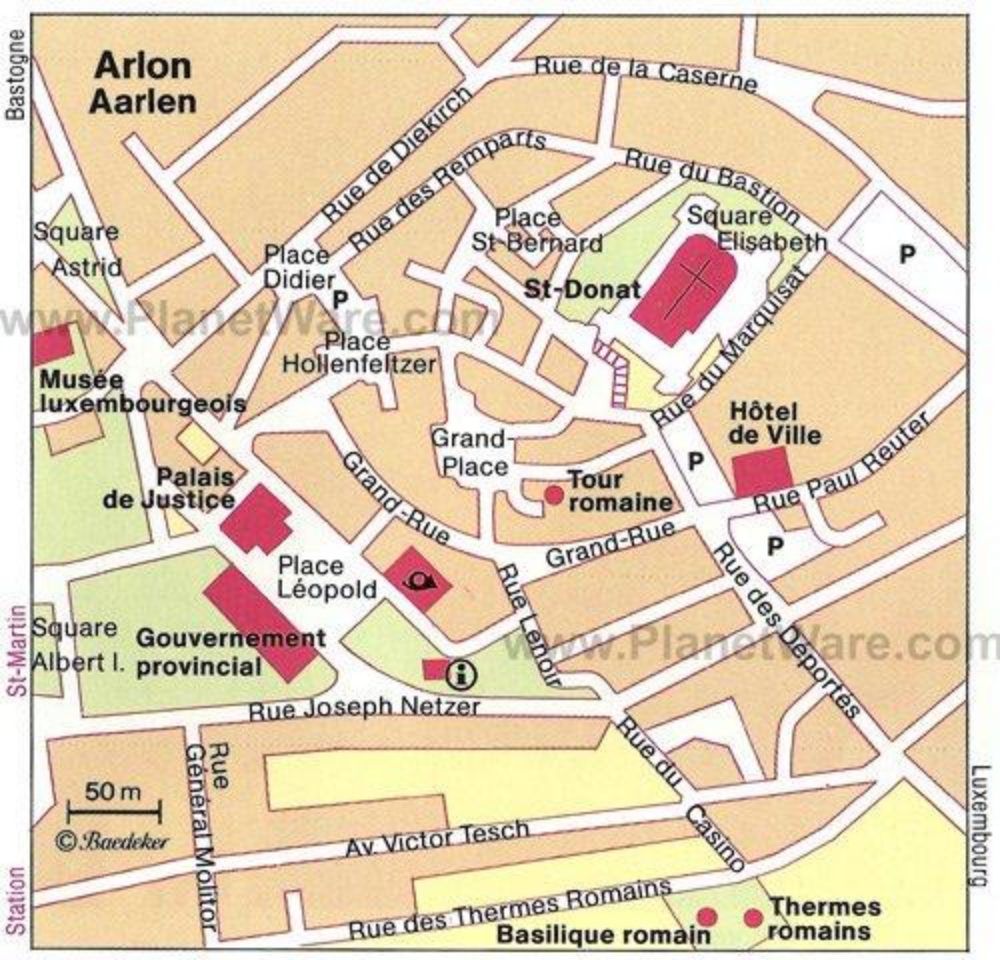 Bastogne
Arlon
Aarlen
Rue de la Caserne
Rue de Diekirch
Rue des Remparts
Rue du Bastion
Square
Astrid
Place
Didier
P
Place
St-Bernard
Square
Elisabeth
P
St-Donat
www.PlanetWare.com
Place
Hollenfeltzer
Rue du Marquisat
Musée
luxembourgeois
Hôtel
de Ville
Grand-
Place
P
Palais
de Justice
Grand-Rue
Tour
romaine
Rue Paul Reuter
Grand-Rue
P
Place
Léopold
Rue Lenoir
Rue des Déportés
St-Martin
Square
Albert I.
Gouvernement
provincial
i
www.PlanetWare.com
Rue Joseph Netzer
Rue
Général Molitor
Rue du
Casino
50 m
© Baedeker
Av Victor Tesch
Luxembourg
Station
Rue des Thermes Romains
Basilique romain
Thermes
romains